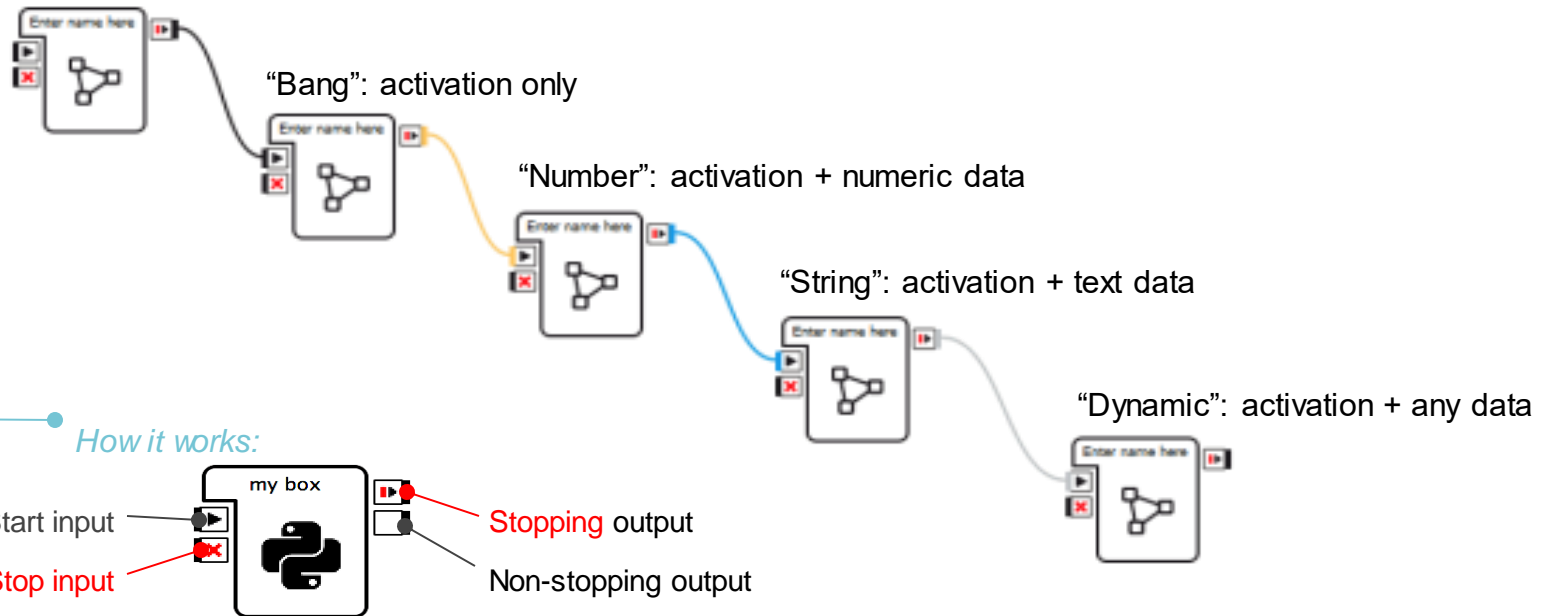 Enter name here
“Bang”: activation only
Enter name here
“Number”: activation + numeric data
Enter name here
“String”: activation + text data
Enter name here
“Dynamic”: activation + any data
Enter name here
How it works:
my box
tart input
Stopping output
top input
Non-stopping output